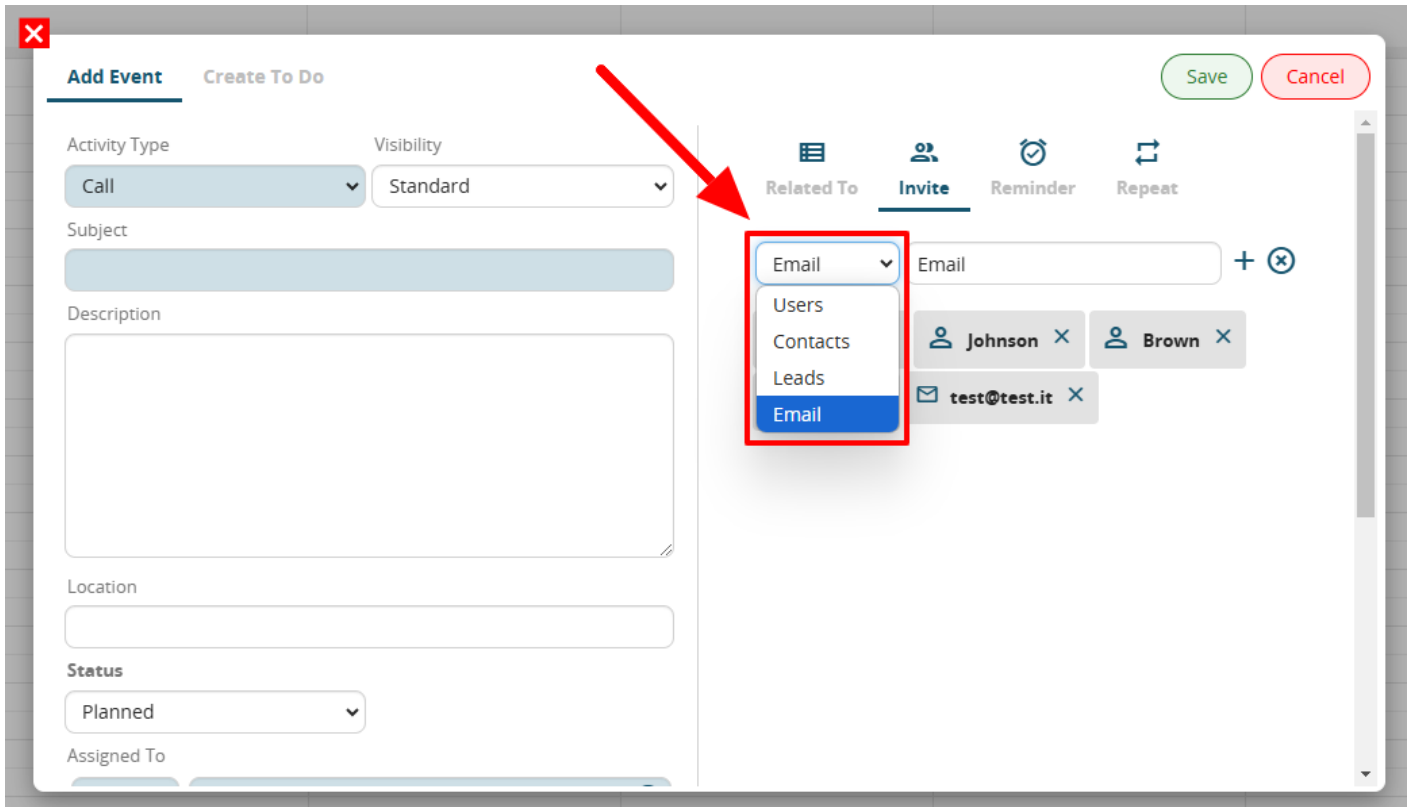 Add Event Create To Do Save Cancel
Activity Type Visibility
Call Standard
Subject
Description
Location
Status
Planned
Assigned To
Related To Invite Reminder Repeat
Email Email
Users
Contacts
Leads
Email
Johnson Brown
test@test.it